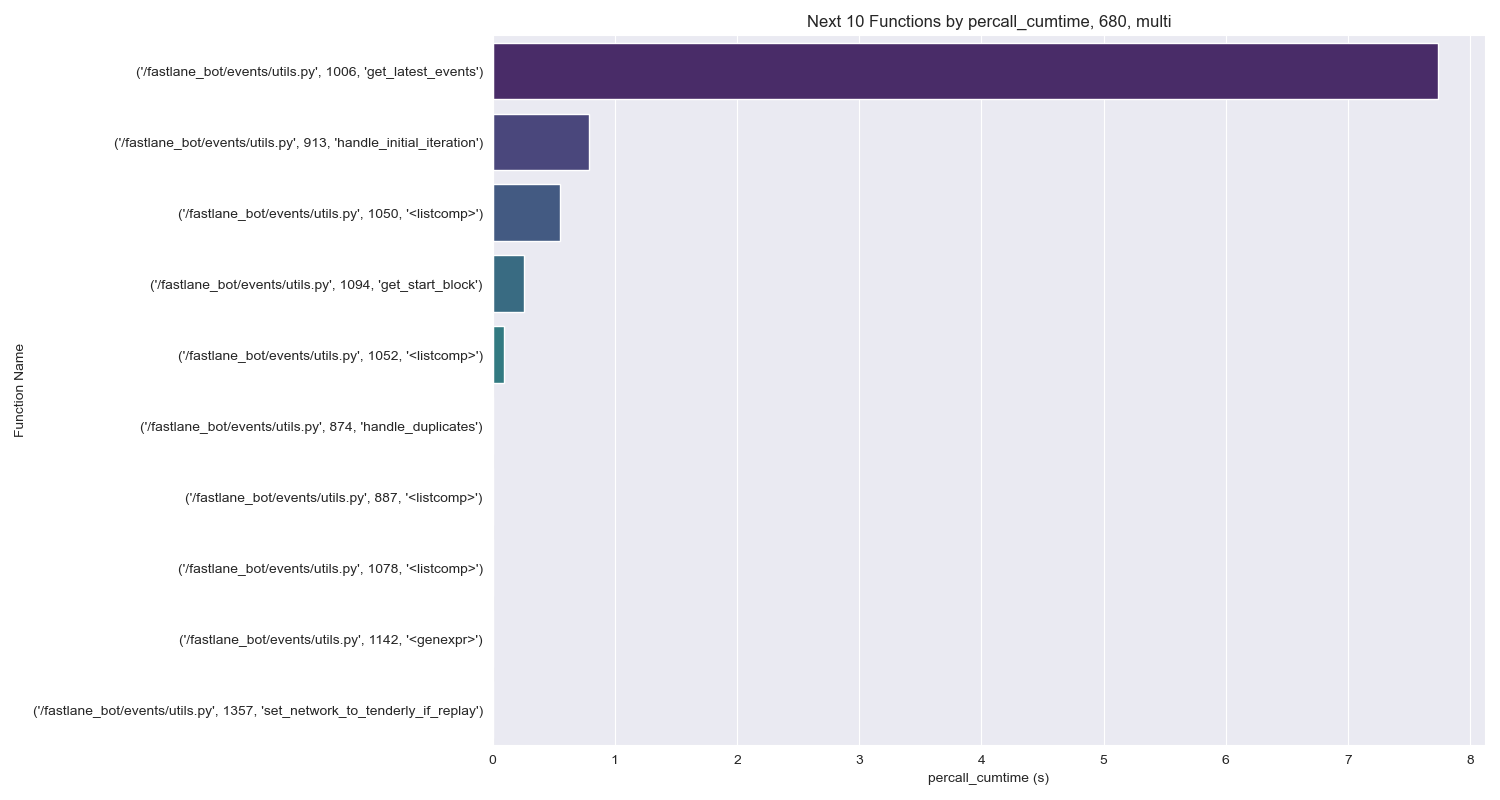 Next 10 Functions by percall_cumtime, 680, multi
('/fastlane_bot/events/utils.py', 1006, 'get_latest_events')
('/fastlane_bot/events/utils.py', 913, 'handle_initial_iteration')
('/fastlane_bot/events/utils.py', 1050, '<listcomp>')
('/fastlane_bot/events/utils.py', 1094, 'get_start_block')
('/fastlane_bot/events/utils.py', 1052, '<listcomp>')
('/fastlane_bot/events/utils.py', 874, 'handle_duplicates')
('/fastlane_bot/events/utils.py', 887, '<listcomp>')
('/fastlane_bot/events/utils.py', 1078, '<listcomp>')
('/fastlane_bot/events/utils.py', 1142, '<genexpr>')
('/fastlane_bot/events/utils.py', 1357, 'set_network_to_tenderly_if_replay')
Function Name
0 1 2 3 4 5 6 7 8
percall_cumtime (s)